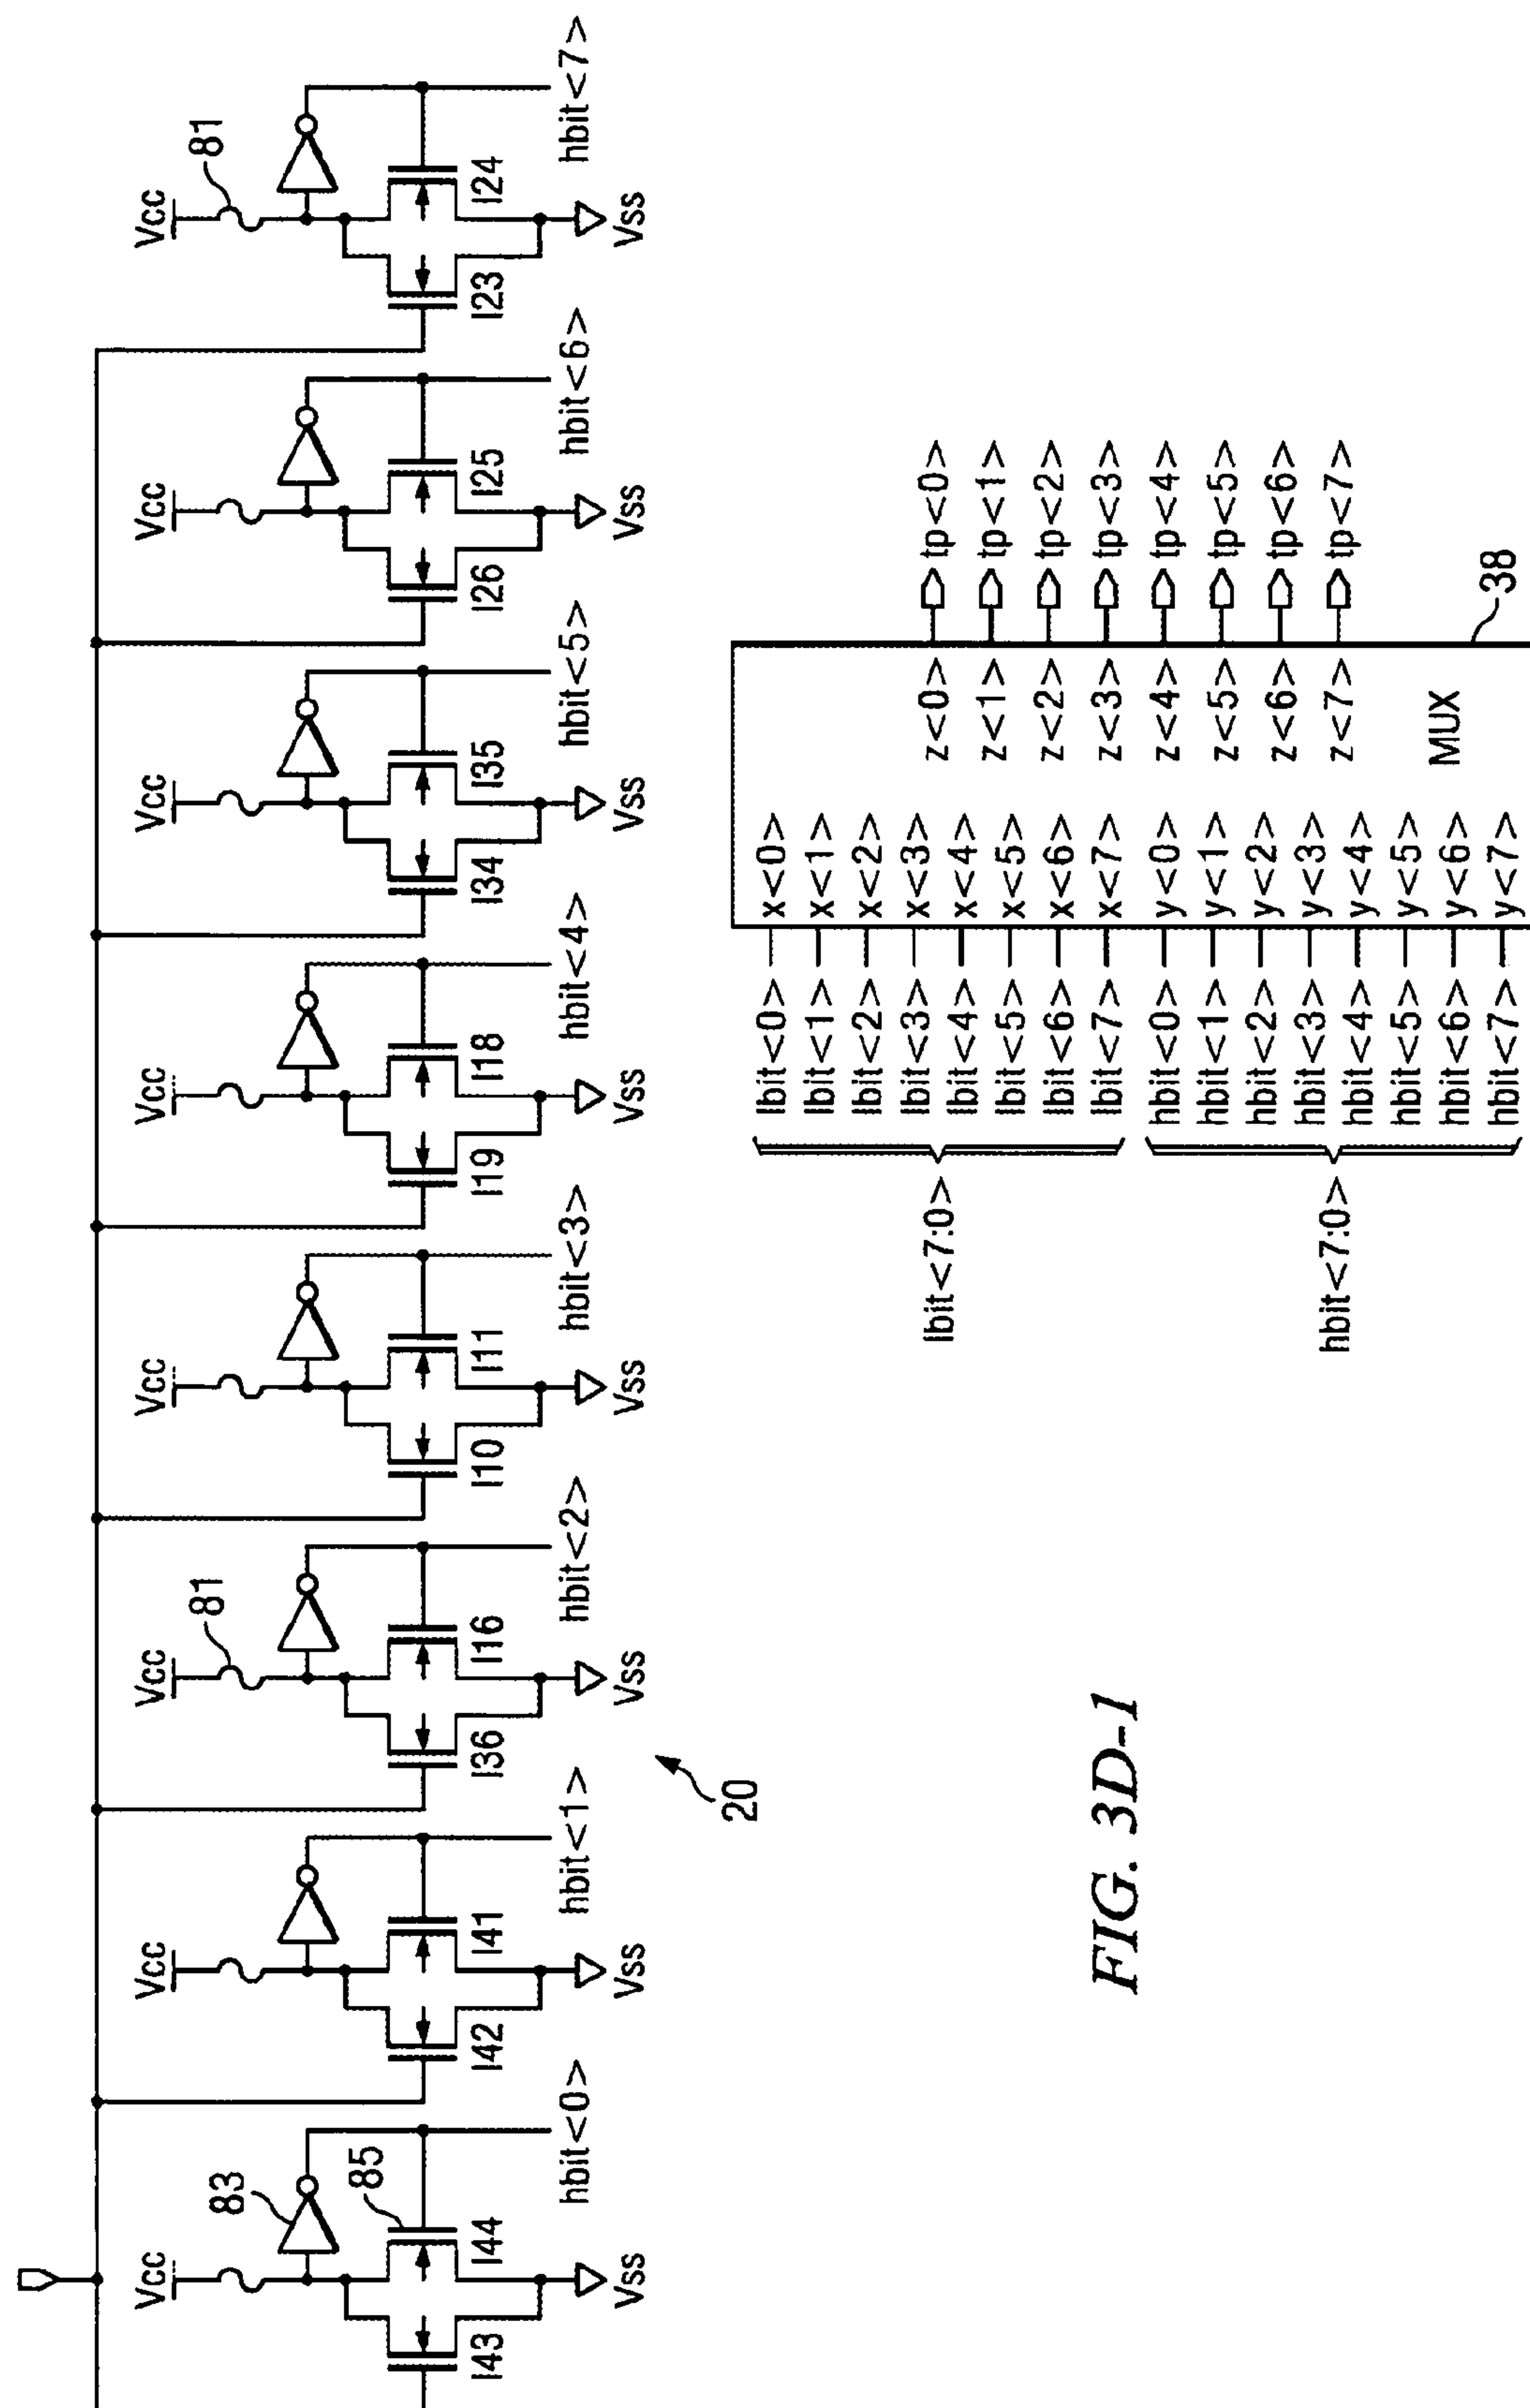 83
85
81
81
Vcc
Vcc
Vcc
Vcc
Vcc
Vcc
Vcc
Vcc
I43
I44
I42
I41
I36
I16
I10
I11
I19
I18
I34
I35
I26
I25
I23
I24
hbit<0>
hbit<1>
hbit<2>
hbit<3>
hbit<4>
hbit<5>
hbit<6>
hbit<7>
Vss
Vss
Vss
Vss
Vss
Vss
Vss
Vss
20
lbit<7:0>
hbit<7:0>
lbit<0> x<0>
lbit<1> x<1>
lbit<2> x<2>
lbit<3> x<3>
lbit<4> x<4>
lbit<5> x<5>
lbit<6> x<6>
lbit<7> x<7>
hbit<0> y<0>
hbit<1> y<1>
hbit<2> y<2>
hbit<3> y<3>
hbit<4> y<4>
hbit<5> y<5>
hbit<6> y<6>
hbit<7> y<7>
z<0> tp<0>
z<1> tp<1>
z<2> tp<2>
z<3> tp<3>
z<4> tp<4>
z<5> tp<5>
z<6> tp<6>
z<7> tp<7>
MUX
38
FIG. 3D-1